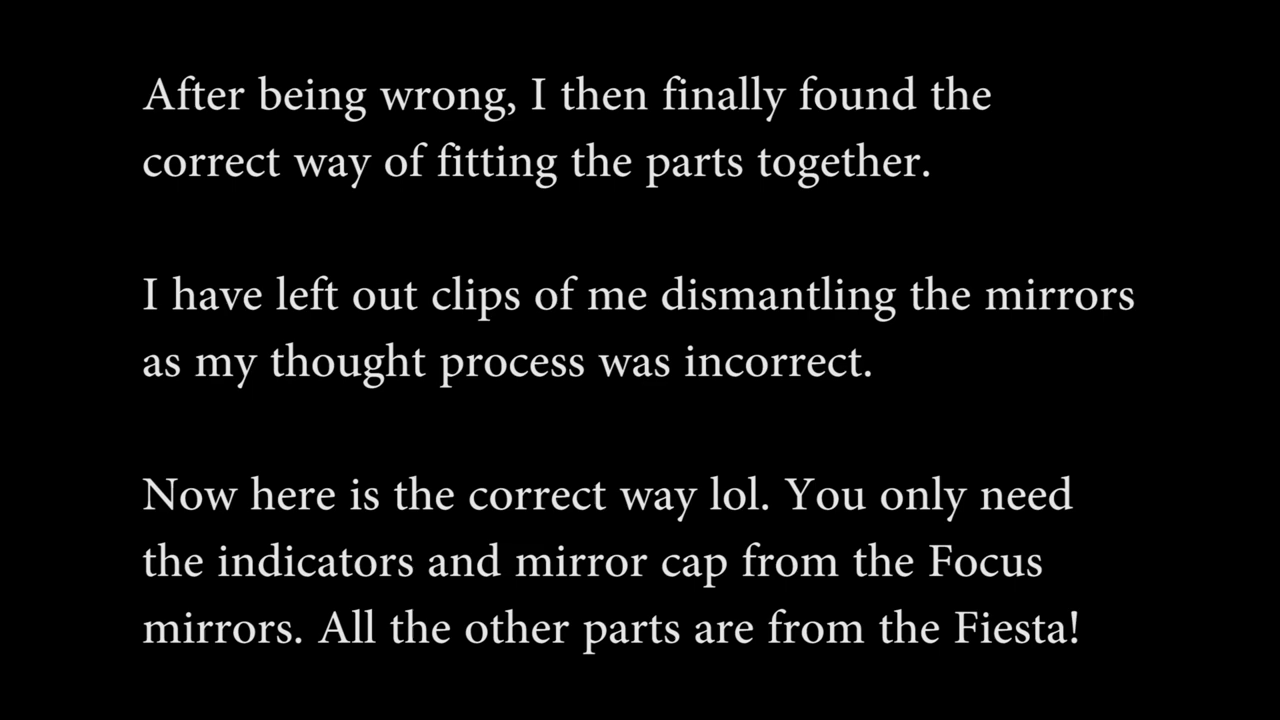 After being wrong, I then finally found the
correct way of fitting the parts together.
I have left out clips of me dismantling the mirrors
as my thought process was incorrect.
Now here is the correct way lol. You only need
the indicators and mirror cap from the Focus
mirrors. All the other parts are from the Fiesta!